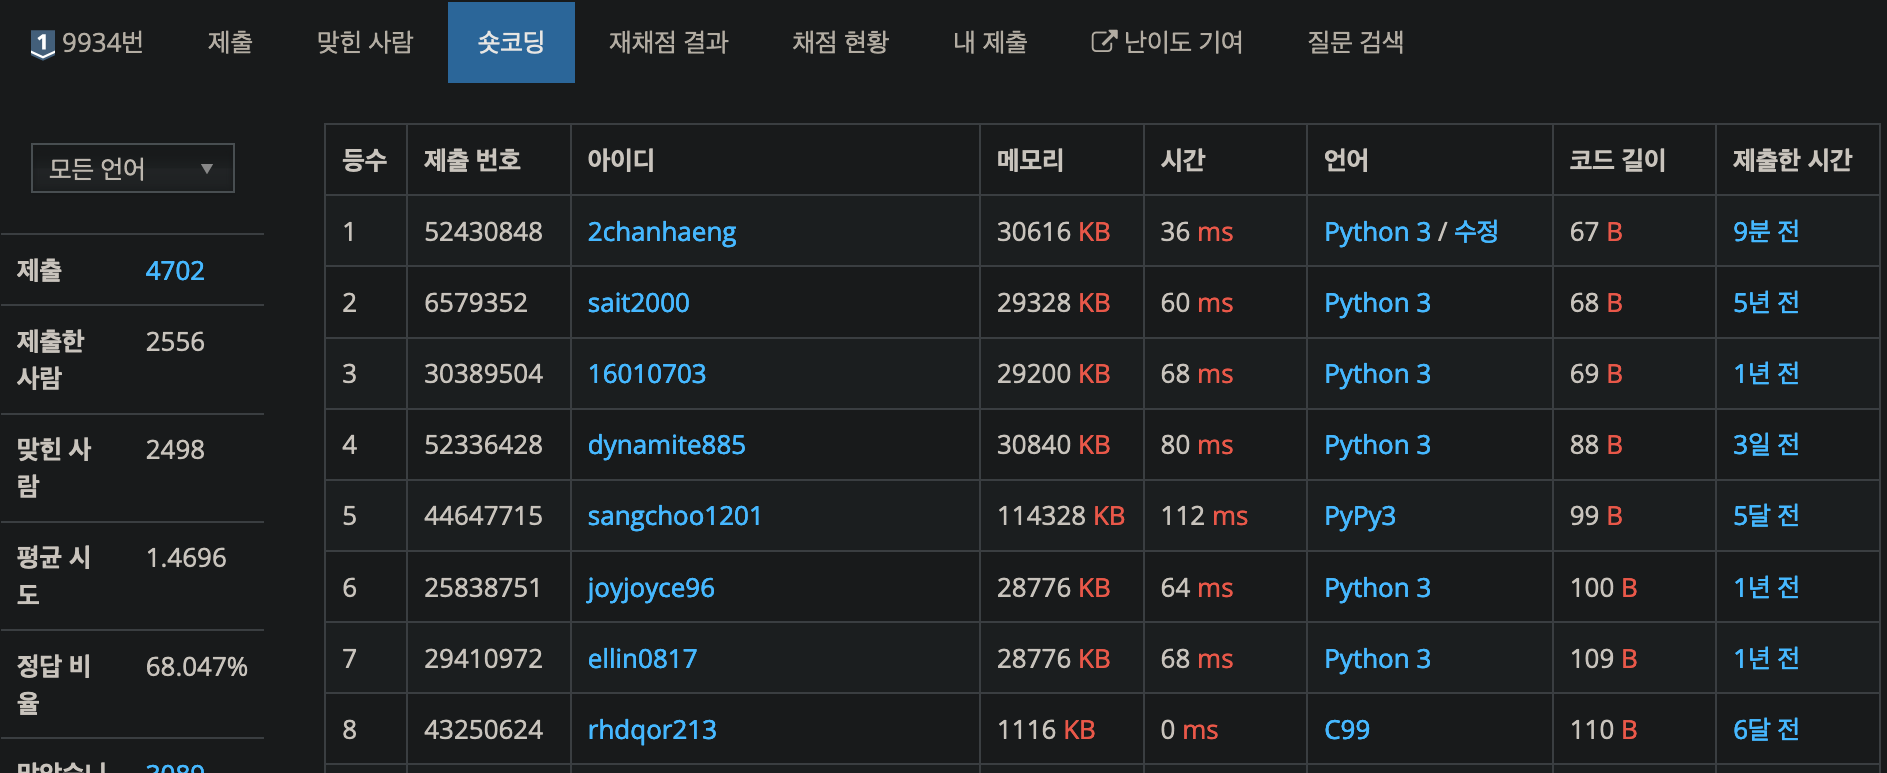 1 9934번 제출 맞힌 사람 숏코딩 재채점 결과 채점 현황 내 제출 난이도 기여 질문 검색
모든 언어
제출 4702
제출한 사람 2556
맞힌 사람 2498
평균 시도 1.4696
정답 비율 68.047%
등수 제출 번호 아이디 메모리 시간 언어 코드 길이 제출한 시간
1 52430848 2chanhaeng 30616 KB 36 ms Python 3 / 수정 67 B 9분 전
2 6579352 sait2000 29328 KB 60 ms Python 3 68 B 5년 전
3 30389504 16010703 29200 KB 68 ms Python 3 69 B 1년 전
4 52336428 dynamite885 30840 KB 80 ms Python 3 88 B 3일 전
5 44647715 sangchoo1201 114328 KB 112 ms PyPy3 99 B 5달 전
6 25838751 joyjoyce96 28776 KB 64 ms Python 3 100 B 1년 전
7 29410972 ellin0817 28776 KB 68 ms Python 3 109 B 1년 전
8 43250624 rhdqor213 1116 KB 0 ms C99 110 B 6달 전